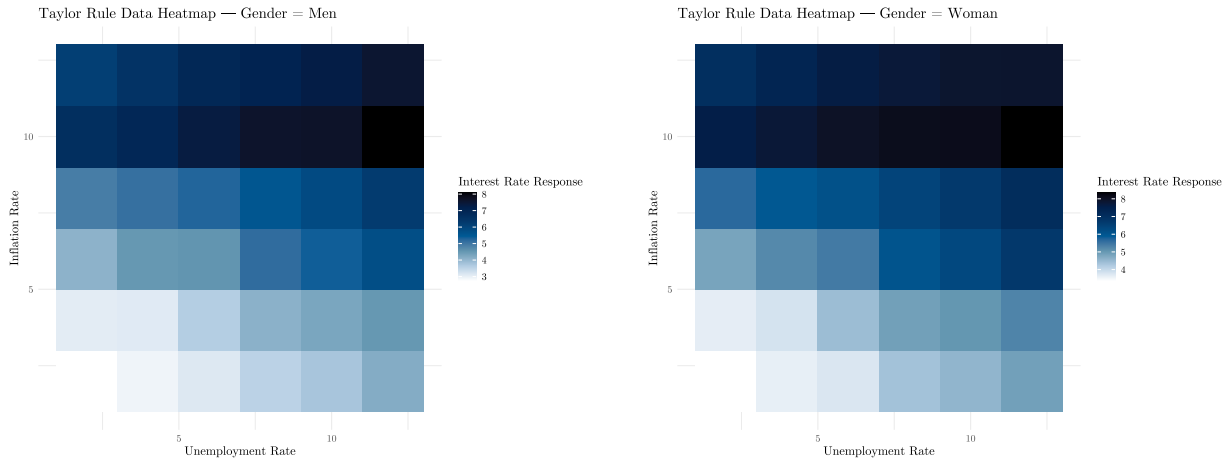 Taylor Rule Data Heatmap — Gender = Men
10
5
Inflation Rate
5
10
Unemployment Rate
Interest Rate Response
8
7
6
5
4
3
Taylor Rule Data Heatmap — Gender = Woman
10
5
Inflation Rate
5
10
Unemployment Rate
Interest Rate Response
8
7
6
5
4